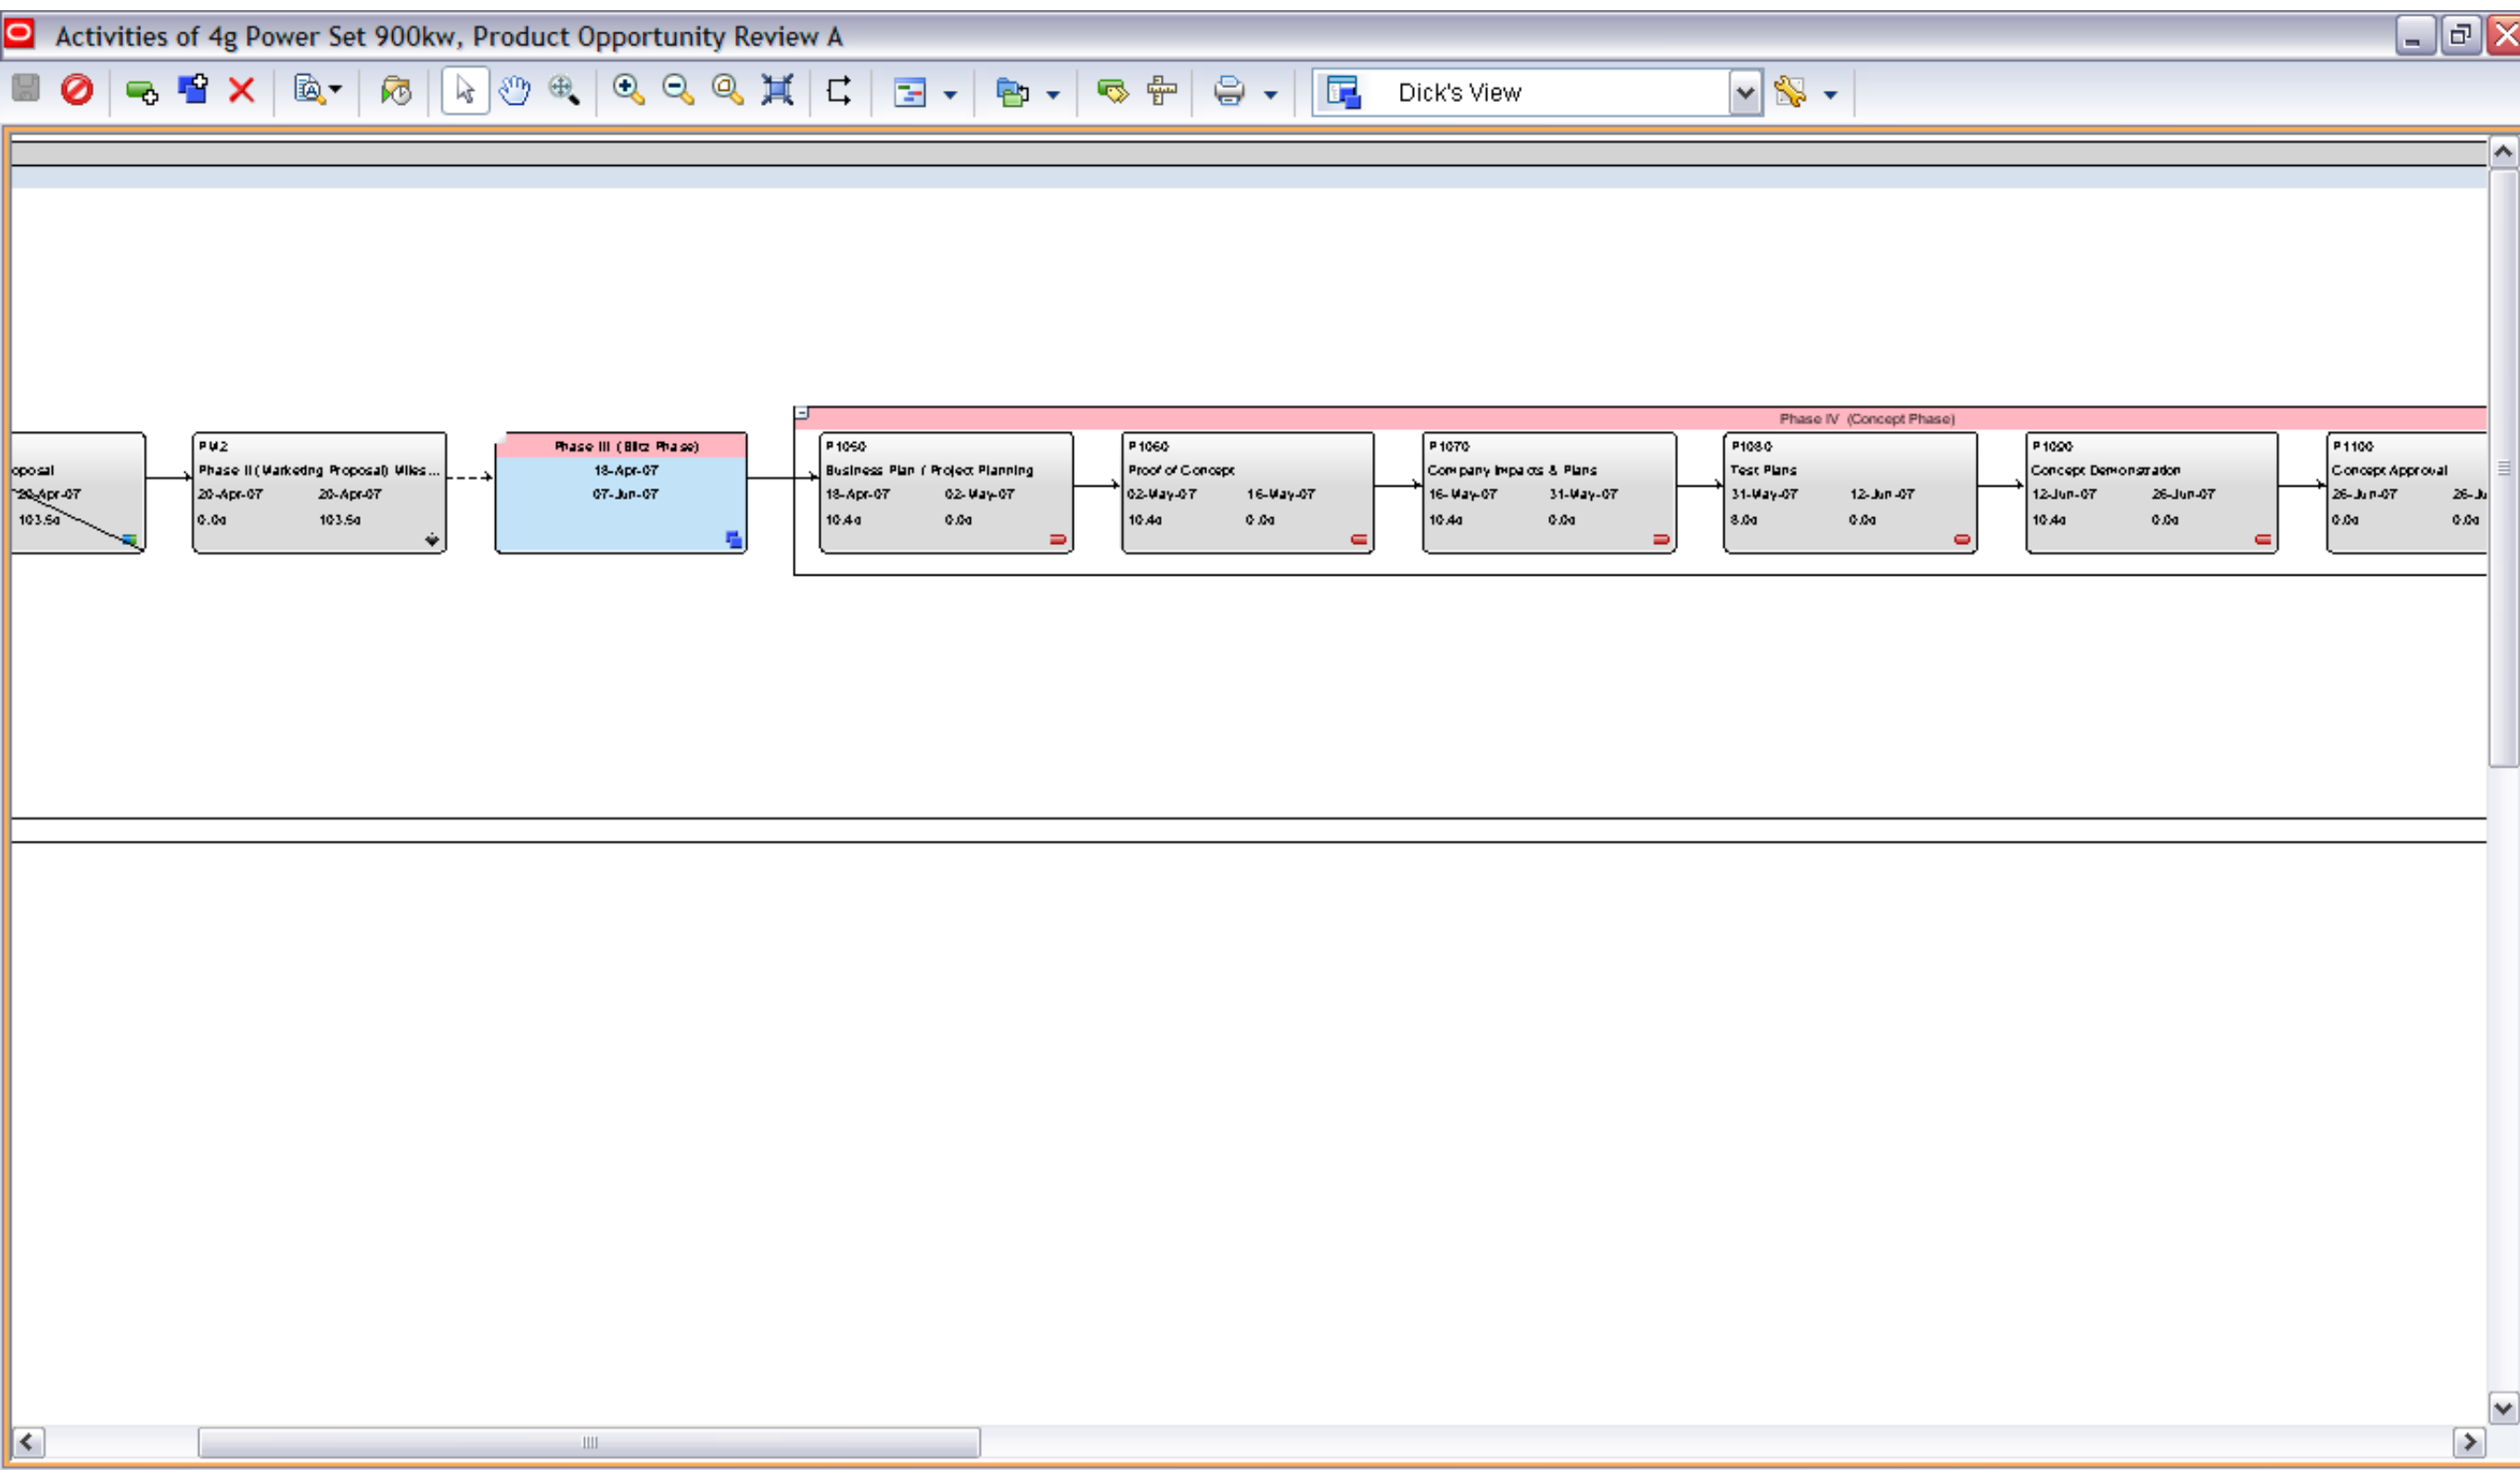 Activities of 4g Power Set 900kw, Product Opportunity Review A
Dick's View
Phase IV (Concept Phase)
oposal
20-Apr-07
103.5d
PM2
Phase II (Marketing Proposal) Miles...
20-Apr-07 20-Apr-07
0.0d 103.5d
Phase III (Blitz Phase)
18-Apr-07
07-Jun-07
P1050
Business Plan / Project Planning
18-Apr-07 02-May-07
10.4d 0.0d
P1060
Proof of Concept
02-May-07 16-May-07
10.4d 0.0d
P1070
Company Impacts & Plans
16-May-07 31-May-07
10.4d 0.0d
P1080
Test Plans
31-May-07 12-Jun-07
8.0d 0.0d
P1090
Concept Demonstration
12-Jun-07 26-Jun-07
10.4d 0.0d
P1100
Concept Approval
26-Jun-07 26-Ju
0.0d 0.0d